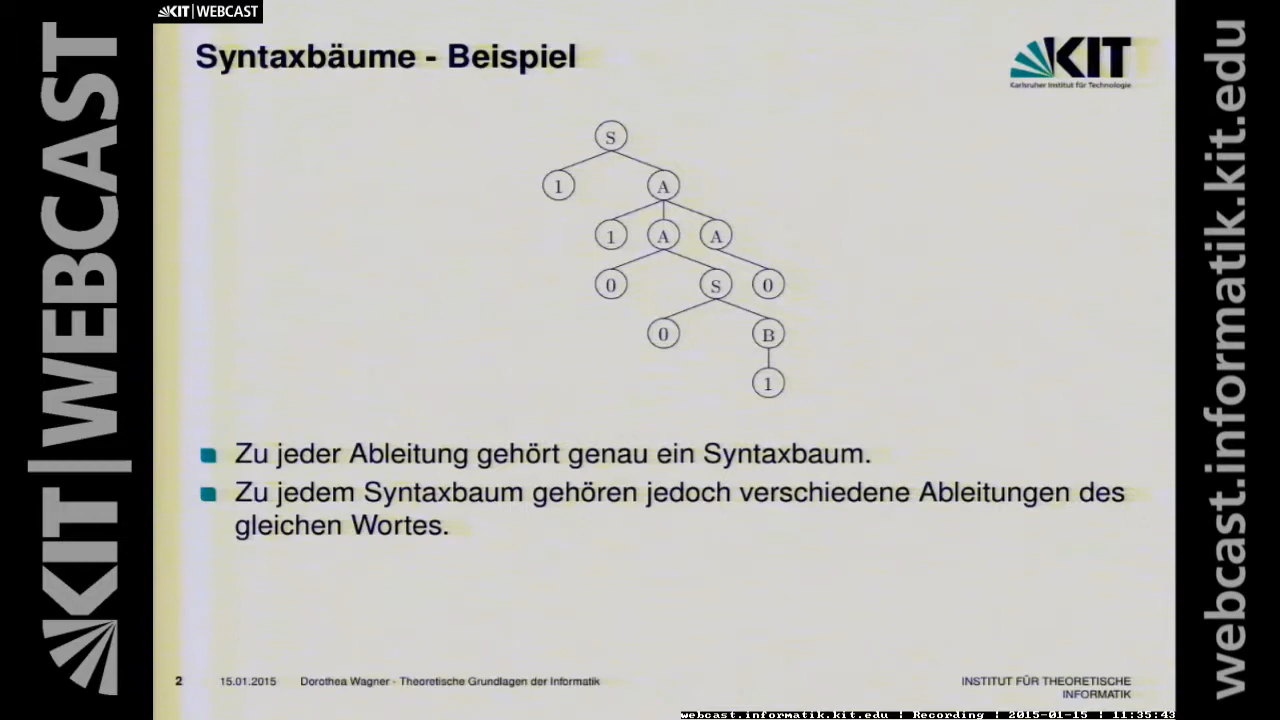 KIT | WEBCAST
KIT|WEBCAST
webcast.informatik.kit.edu
Syntaxbäume - Beispiel
KIT
Karlsruher Institut für Technologie
S
1 A
1 A A
0 S 0
0 B
1
Zu jeder Ableitung gehört genau ein Syntaxbaum.
Zu jedem Syntaxbaum gehören jedoch verschiedene Ableitungen des
gleichen Wortes.
2 15.01.2015 Dorothea Wagner - Theoretische Grundlagen der Informatik
INSTITUT FÜR THEORETISCHE
INFORMATIK
webcast.informatik.kit.edu | Recording | 2015-01-15 | 11:35:43